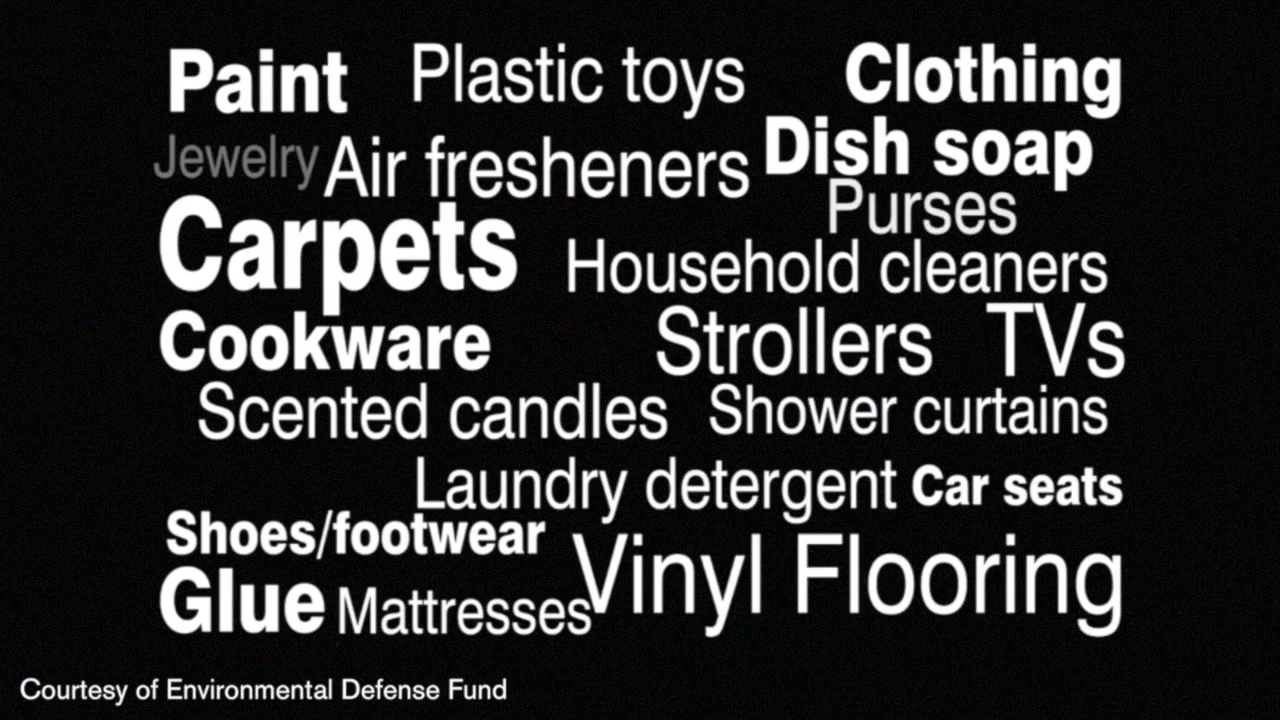 Paint Plastic toys Clothing
Jewelry Air fresheners Dish soap
Purses
Carpets Household cleaners
Cookware Strollers TVs
Scented candles Shower curtains
Laundry detergent Car seats
Shoes/footwear Vinyl Flooring
Glue Mattresses
Courtesy of Environmental Defense Fund